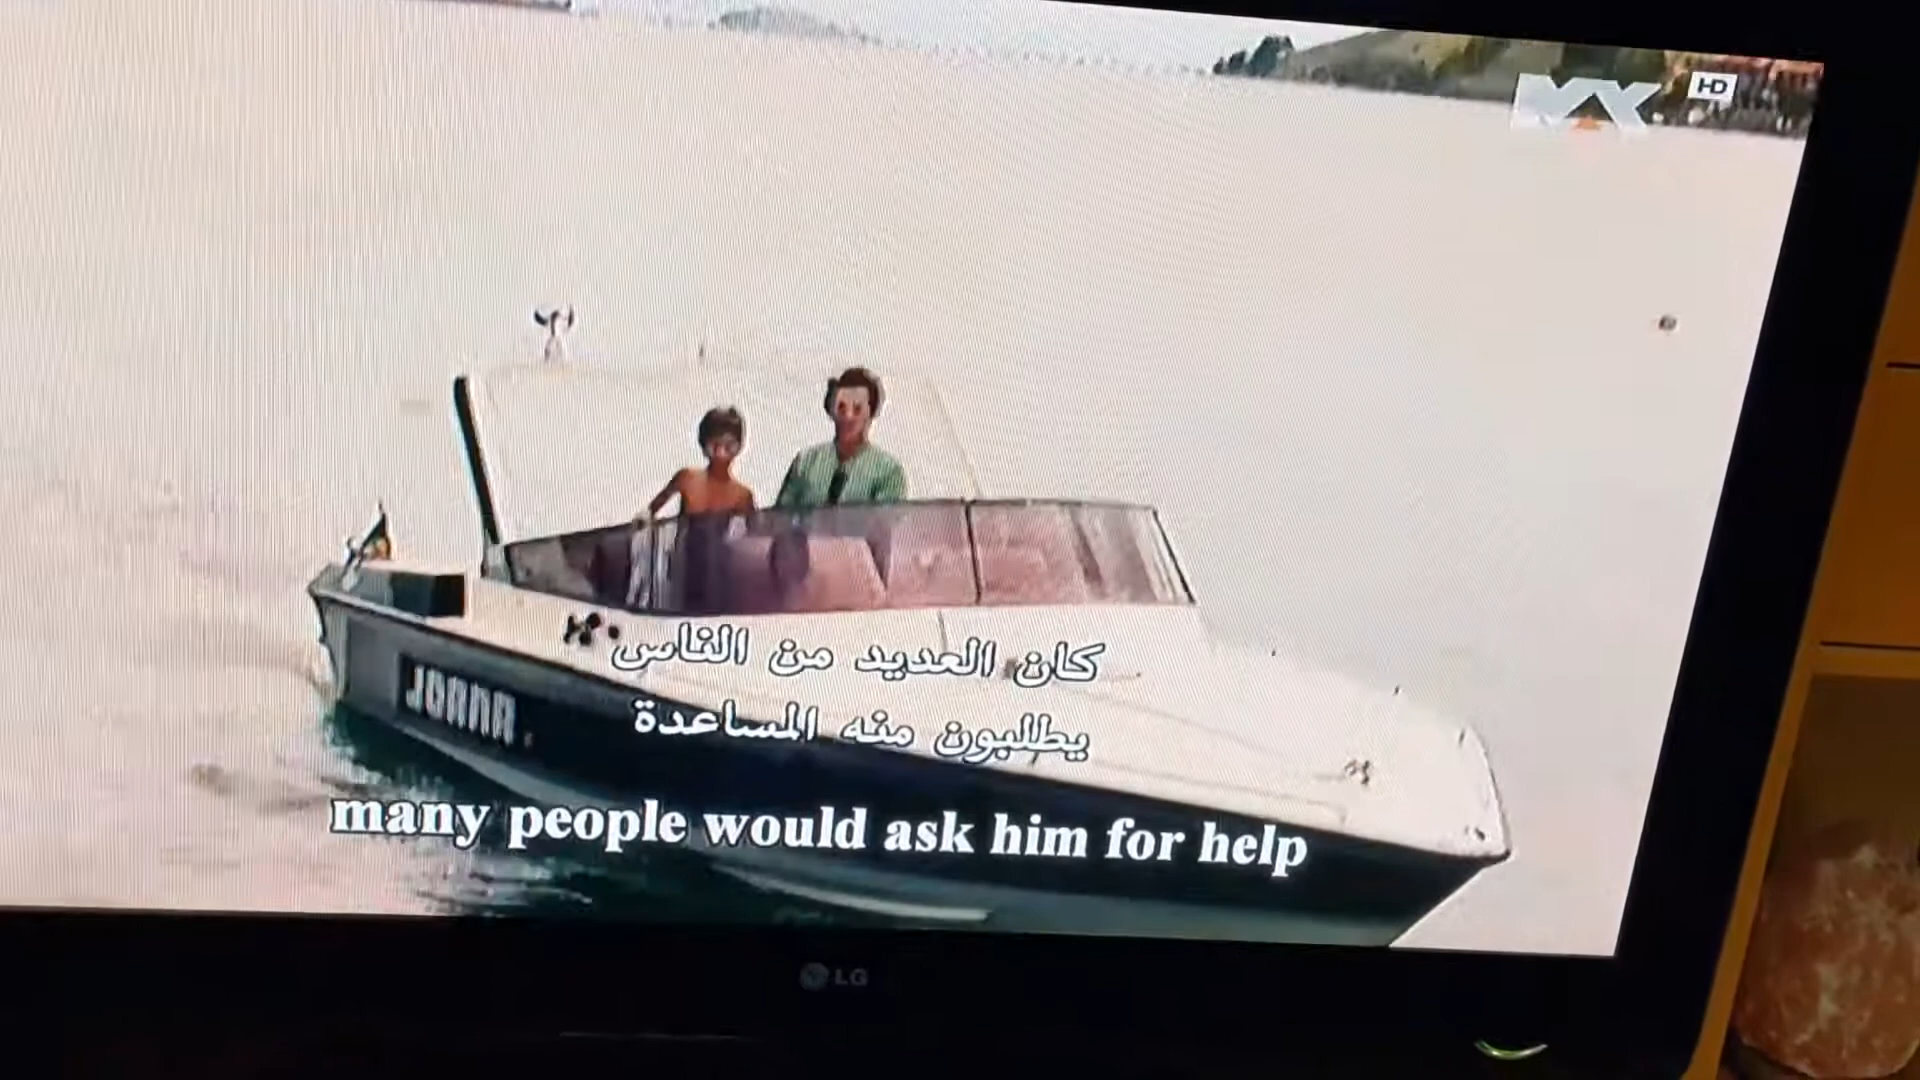 HD
JOANA
كان العديد من الناس
يطلبون منه المساعدة
many people would ask him for help
LG